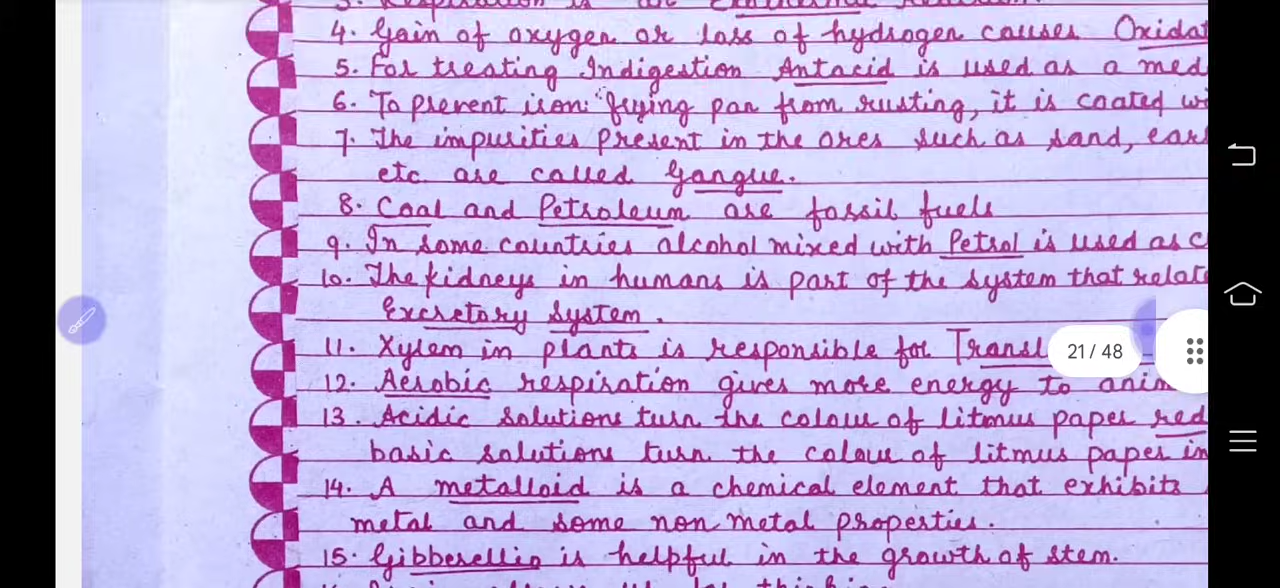 3. Respiration is an Exothermic Reaction.
4. Gain of oxygen or loss of hydrogen causes Oxidat
5. For treating Indigestion Antacid is used as a med
6. To prevent iron frying pan from rusting, it is coated wi
7. The impurities present in the ores such as sand, ear
etc. are called Gangue.
8. Coal and Petroleum are fossil fuels
9. In some countries alcohol mixed with Petrol is used as c
10. The kidneys in humans is part of the system that relate
Excretory System.
11. Xylem in plants is responsible for Transl
21 / 48
12. Aerobic respiration gives more energy to anim
13. Acidic solutions turn the colour of litmus paper red
basic solutions turn the colour of litmus paper in
14. A metalloid is a chemical element that exhibits
metal and some non metal properties.
15. Gibberellin is helpful in the growth of stem.